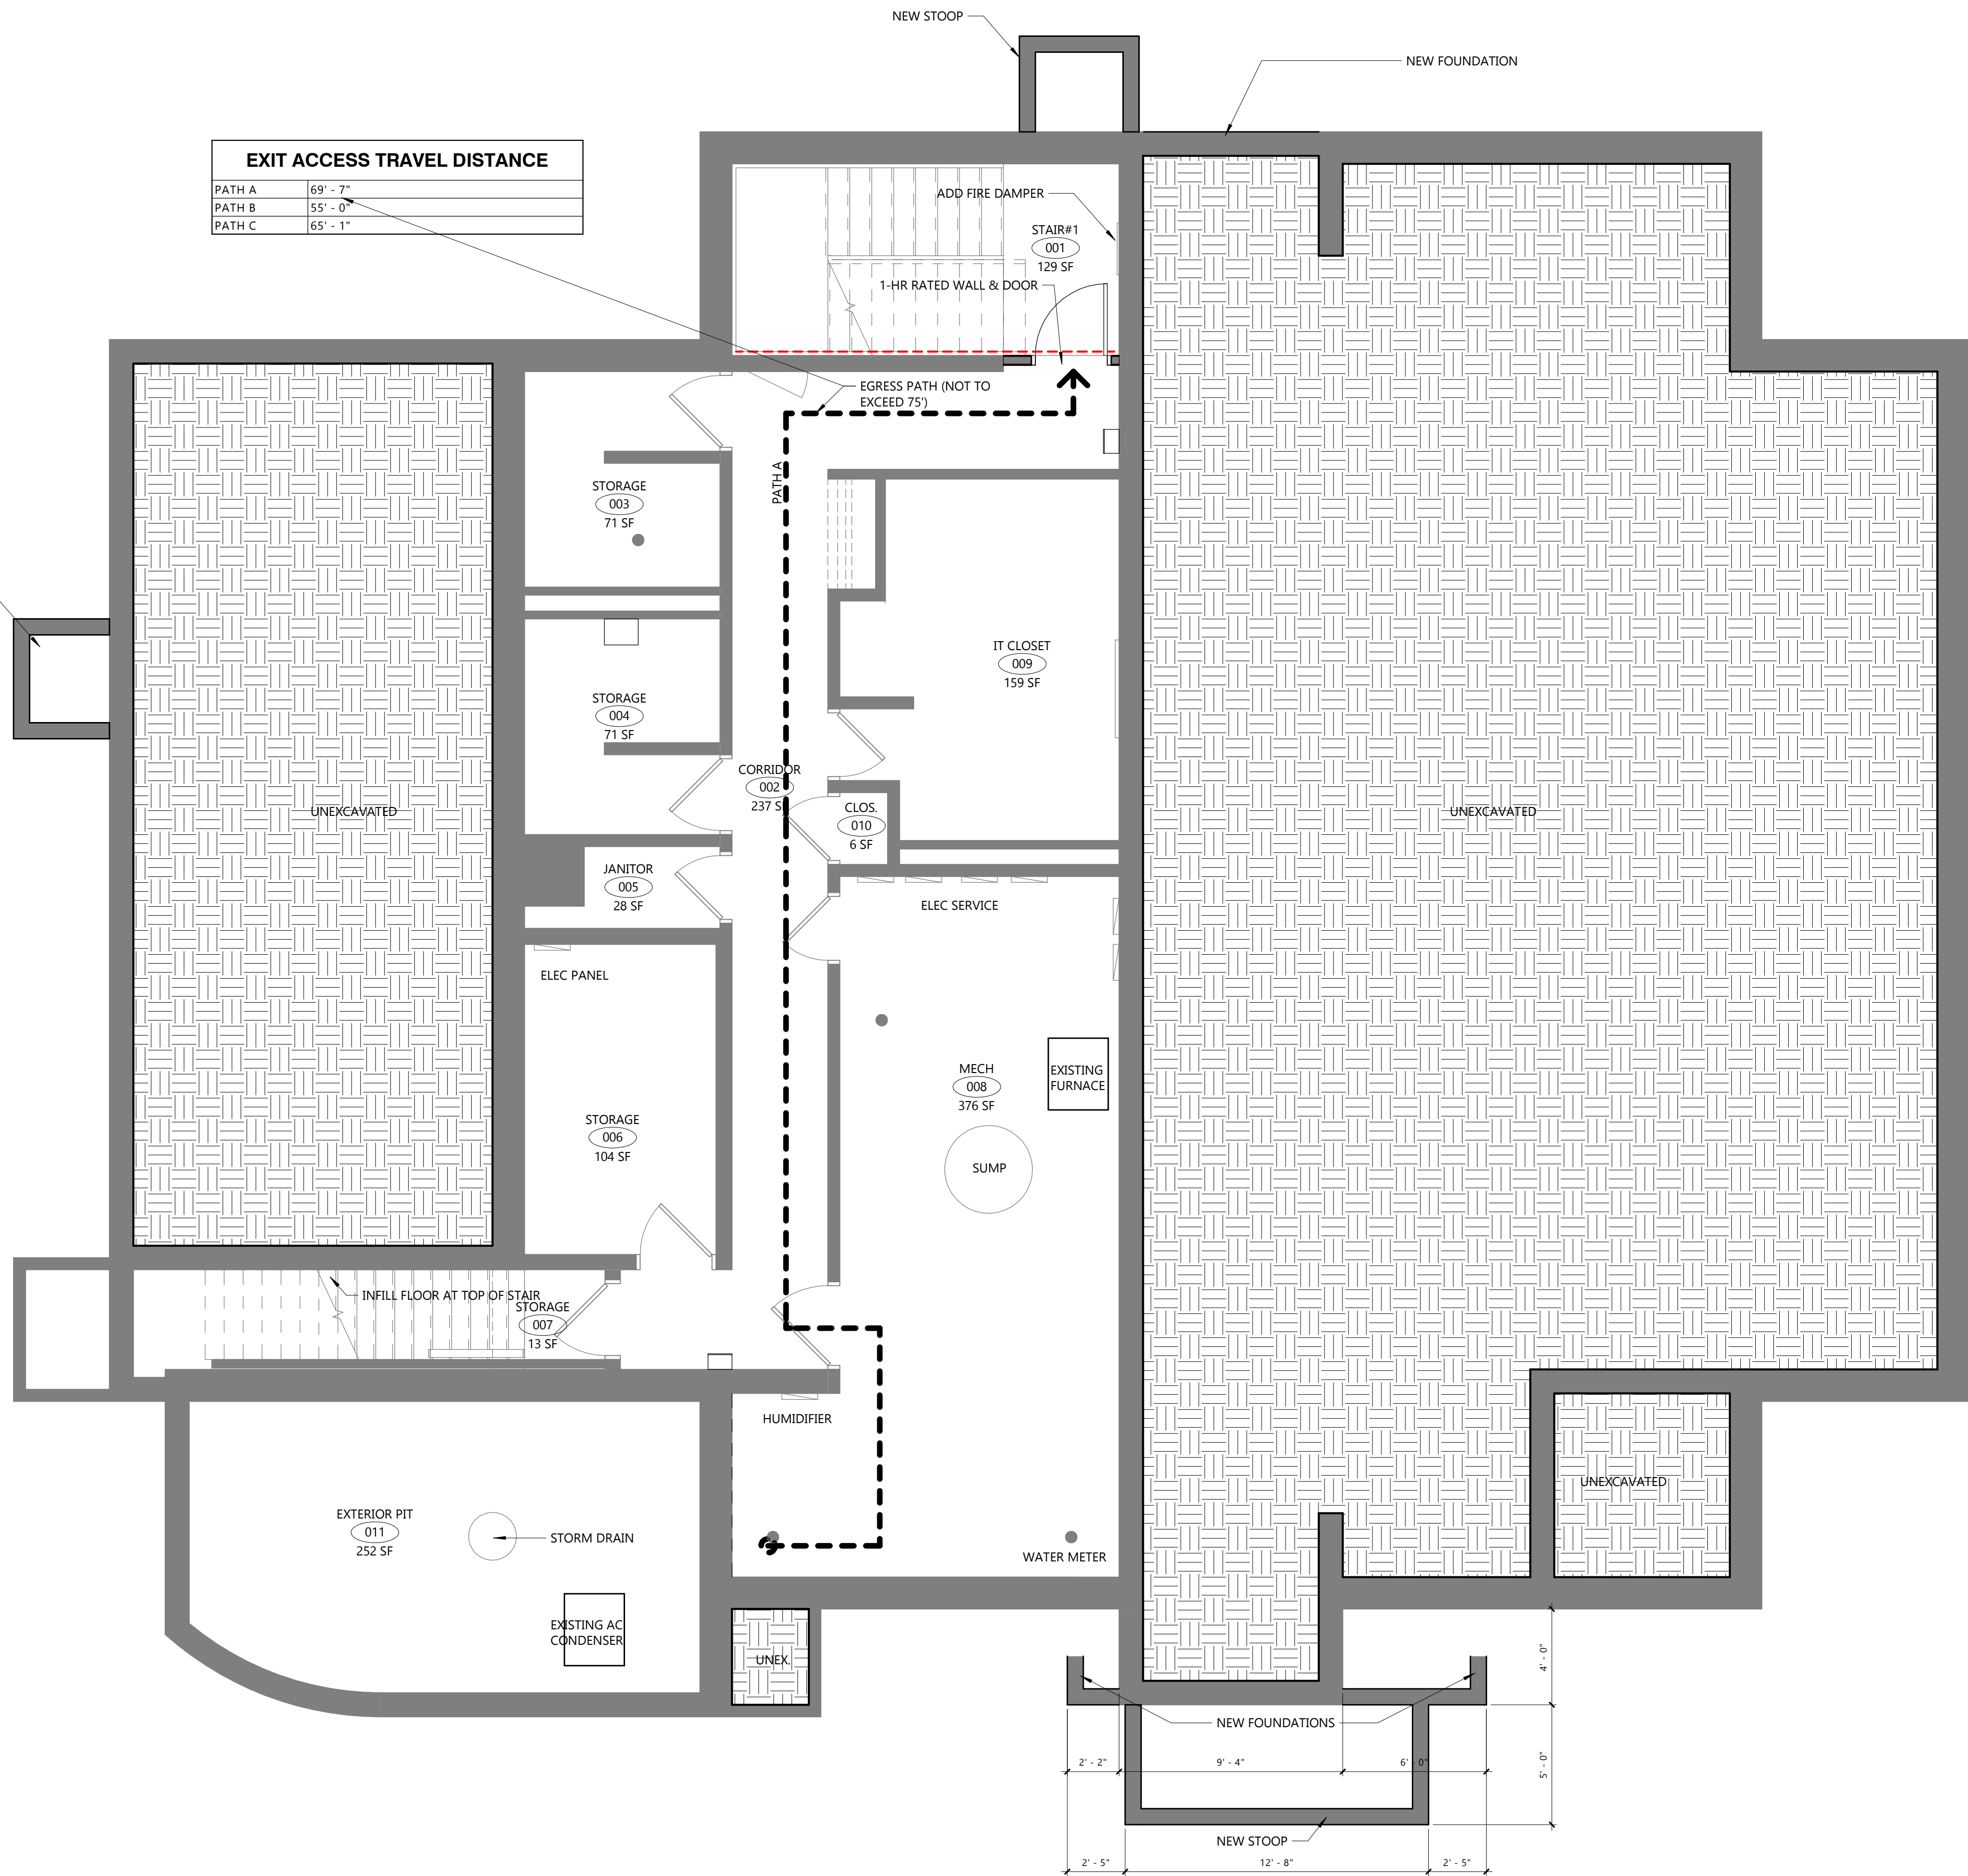 NEW STOOP
NEW FOUNDATION
EXIT ACCESS TRAVEL DISTANCE
PATH A 69' - 7"
PATH B 55' - 0"
PATH C 65' - 1"
ADD FIRE DAMPER
STAIR#1
001
129 SF
1-HR RATED WALL & DOOR
EGRESS PATH (NOT TO
EXCEED 75')
PATH A
STORAGE
003
71 SF
IT CLOSET
009
159 SF
STORAGE
004
71 SF
CORRIDOR
002
237 SF
CLOS.
010
6 SF
UNEXCAVATED
UNEXCAVATED
JANITOR
005
28 SF
ELEC SERVICE
ELEC PANEL
MECH
008
376 SF
EXISTING
FURNACE
STORAGE
006
104 SF
SUMP
INFILL FLOOR AT TOP OF STAIR
STORAGE
007
13 SF
HUMIDIFIER
UNEXCAVATED
EXTERIOR PIT
011
252 SF
STORM DRAIN
WATER METER
EXISTING AC
CONDENSER
UNEX.
4' - 0"
NEW FOUNDATIONS
2' - 2"
9' - 4"
6' - 0"
5' - 0"
NEW STOOP
2' - 5"
12' - 8"
2' - 5"